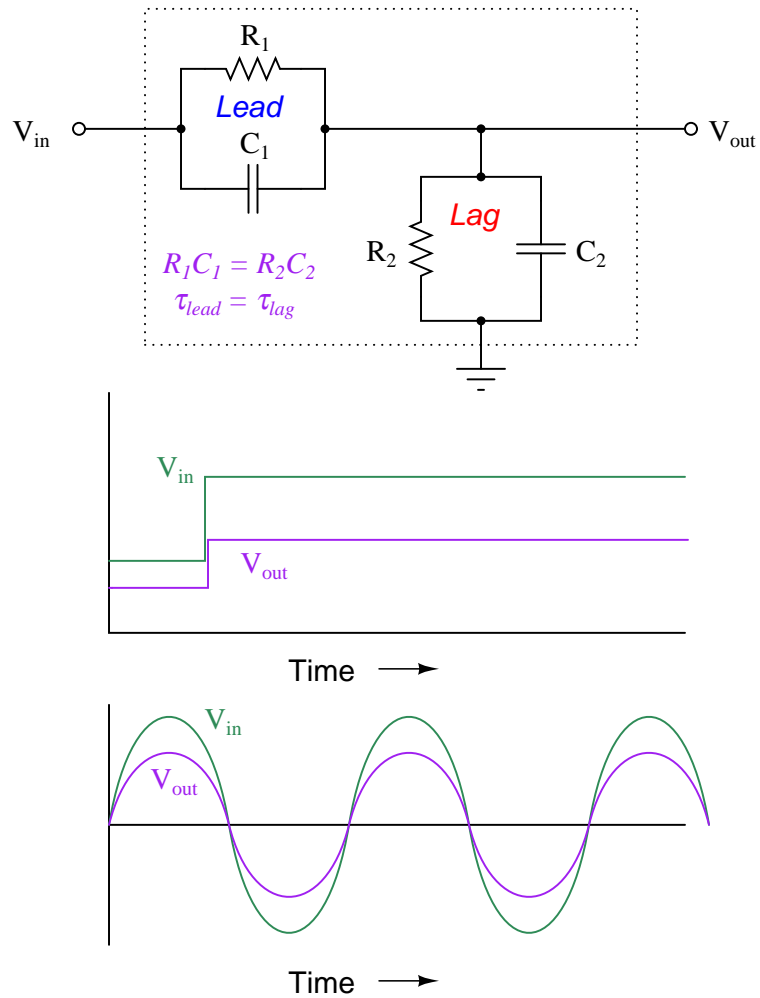 R1
Lead
Vin
C1
Vout
Lag
R2
C2
R1C1 = R2C2
τlead = τlag
Vin
Vout
Time
Vin
Vout
Time